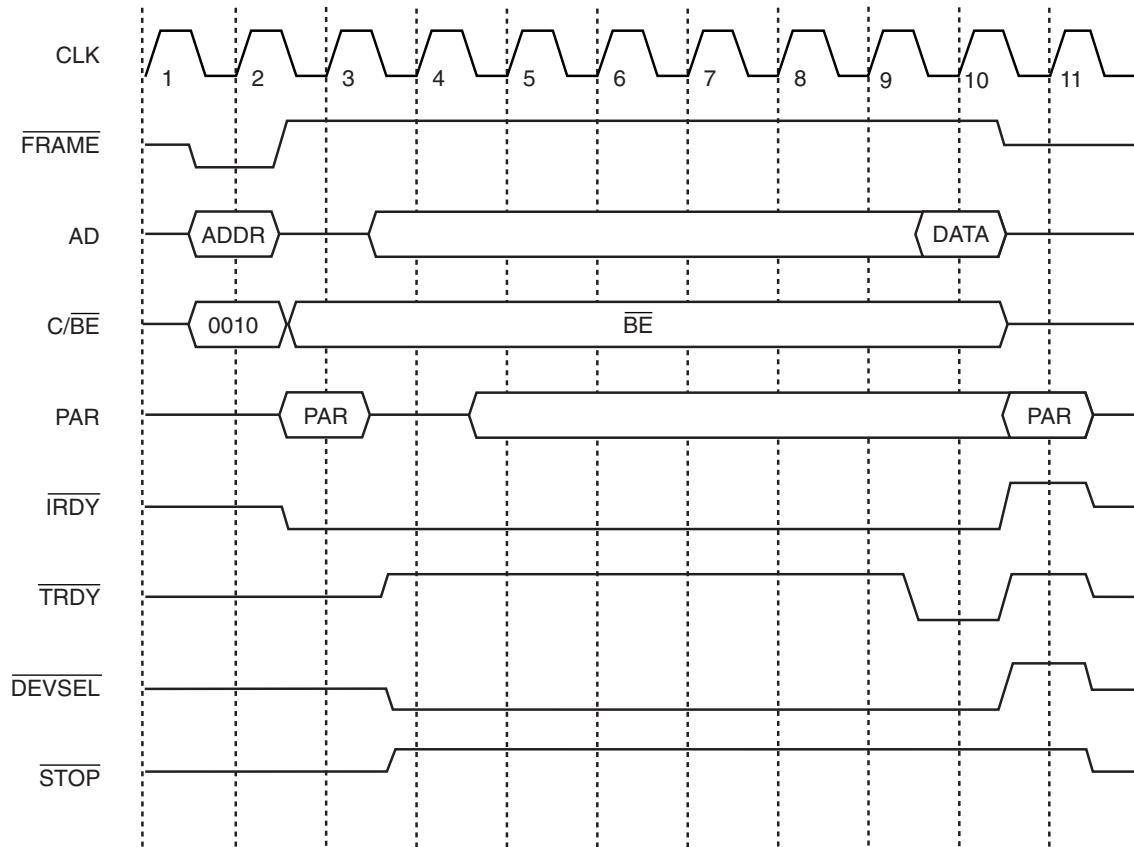 CLK
1 2 3 4 5 6 7 8 9 10 11
FRAME
AD ADDR DATA
C/BE 0010 BE
PAR PAR PAR
IRDY
TRDY
DEVSEL
STOP